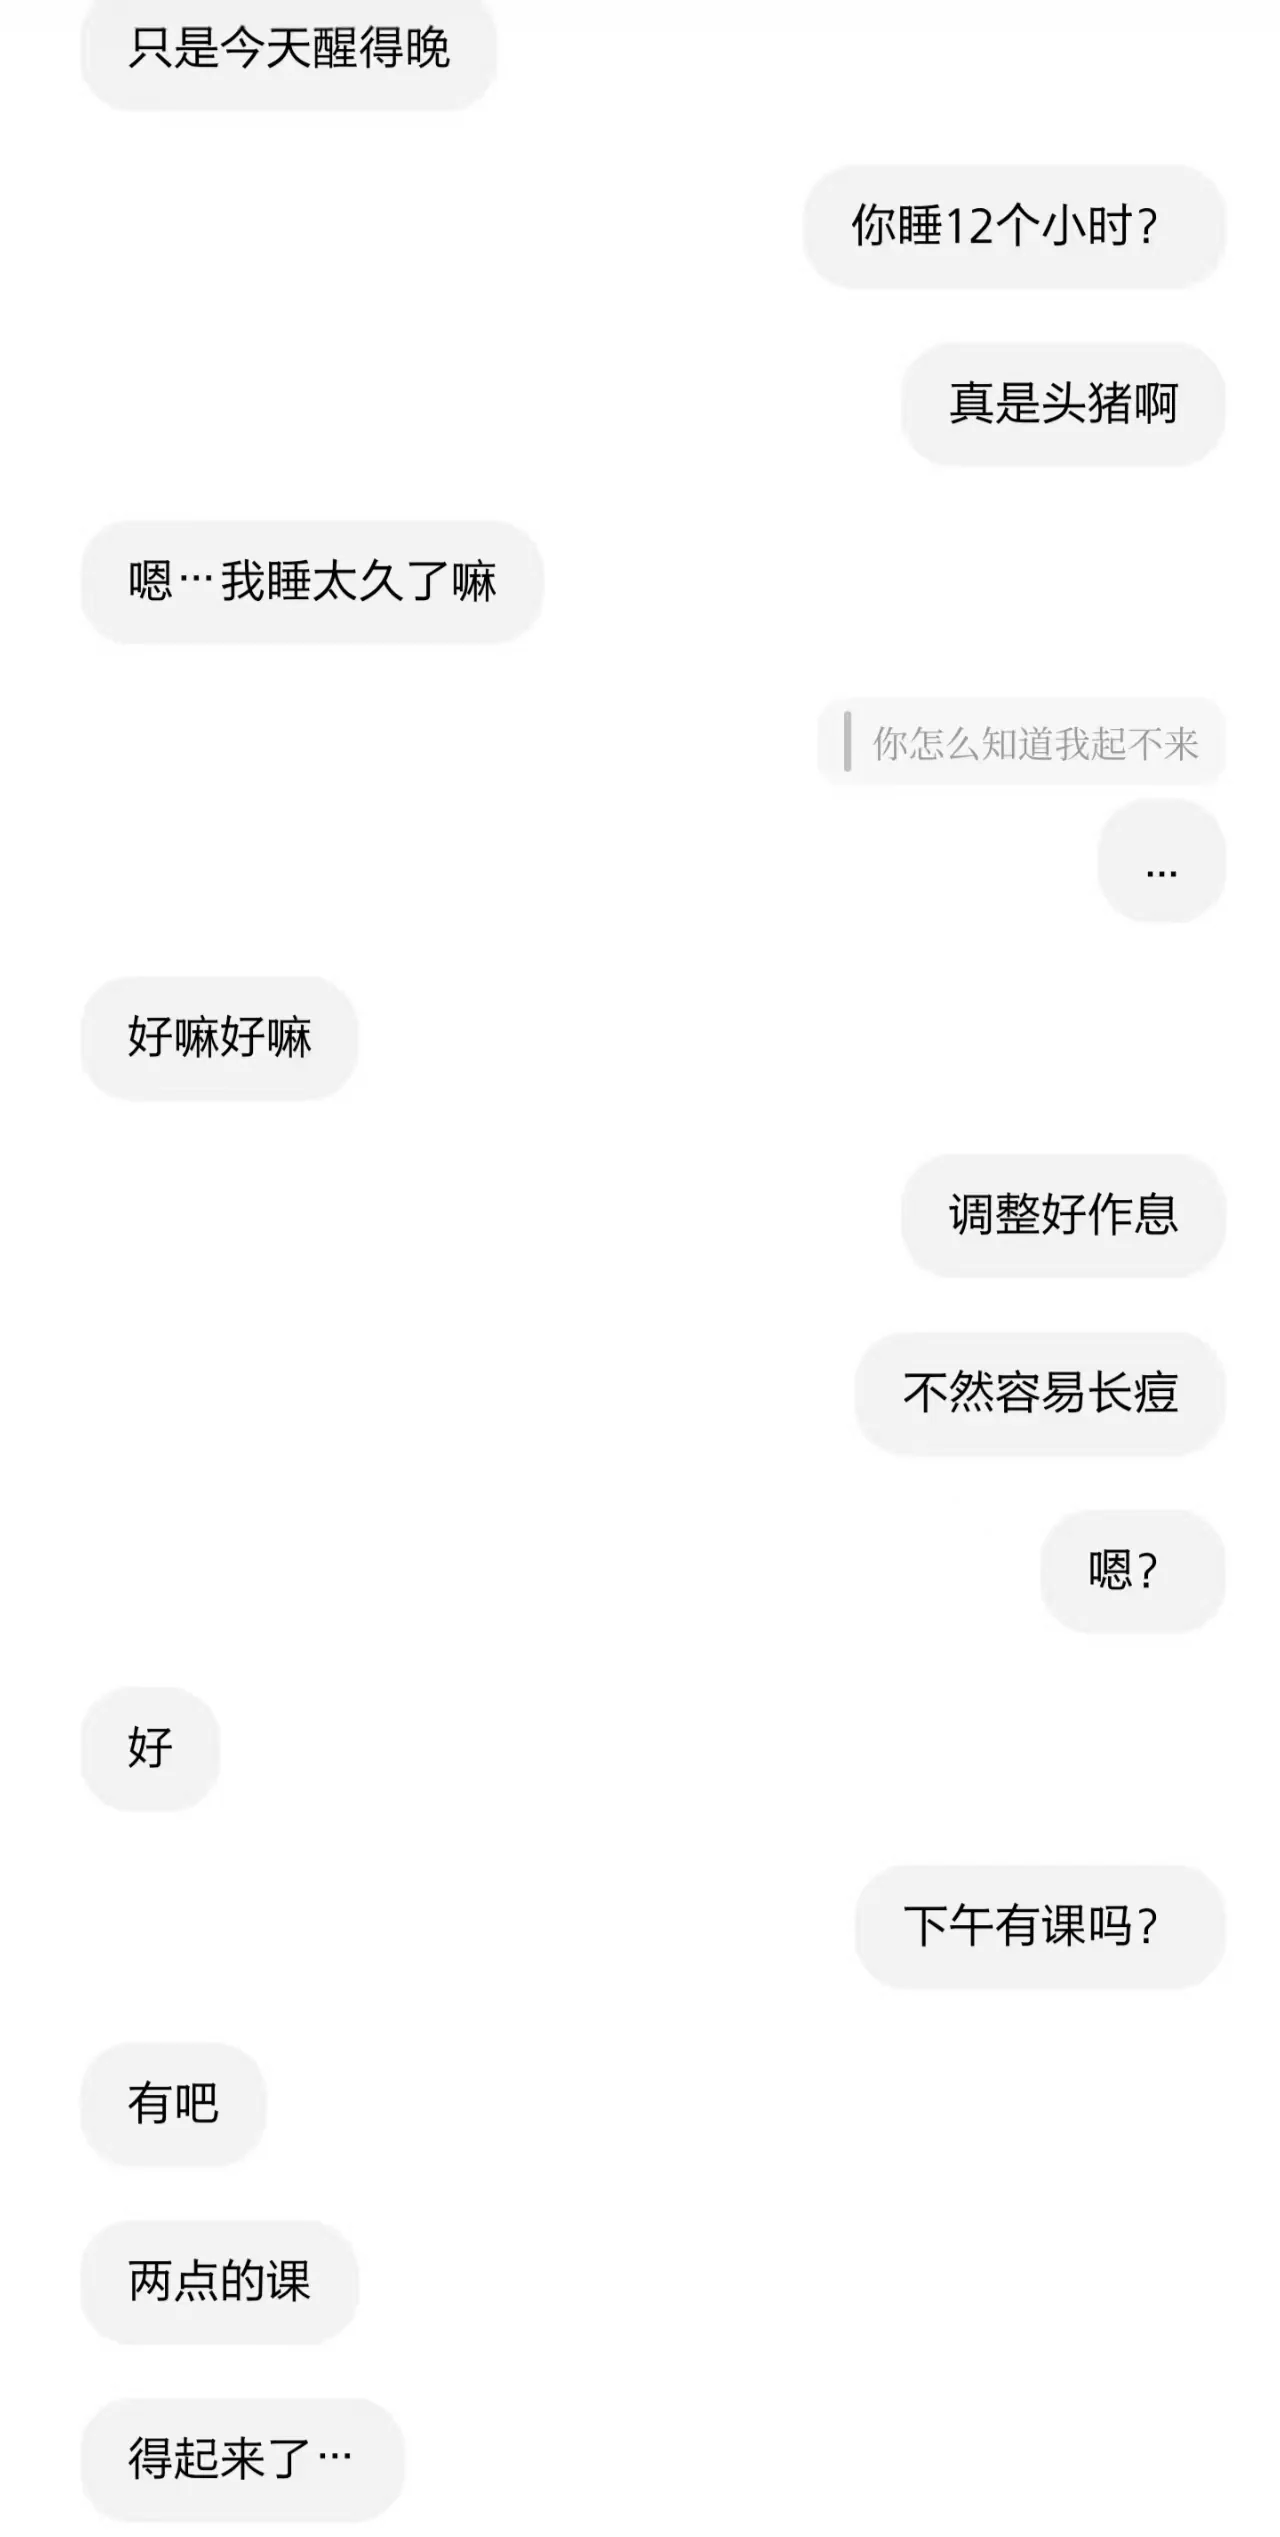 只是今天醒得晚
你睡12个小时？
真是头猪啊
嗯…我睡太久了嘛
你怎么知道我起不来
...
好嘛好嘛
调整好作息
不然容易长痘
嗯？
好
下午有课吗？
有吧
两点的课
得起来了…